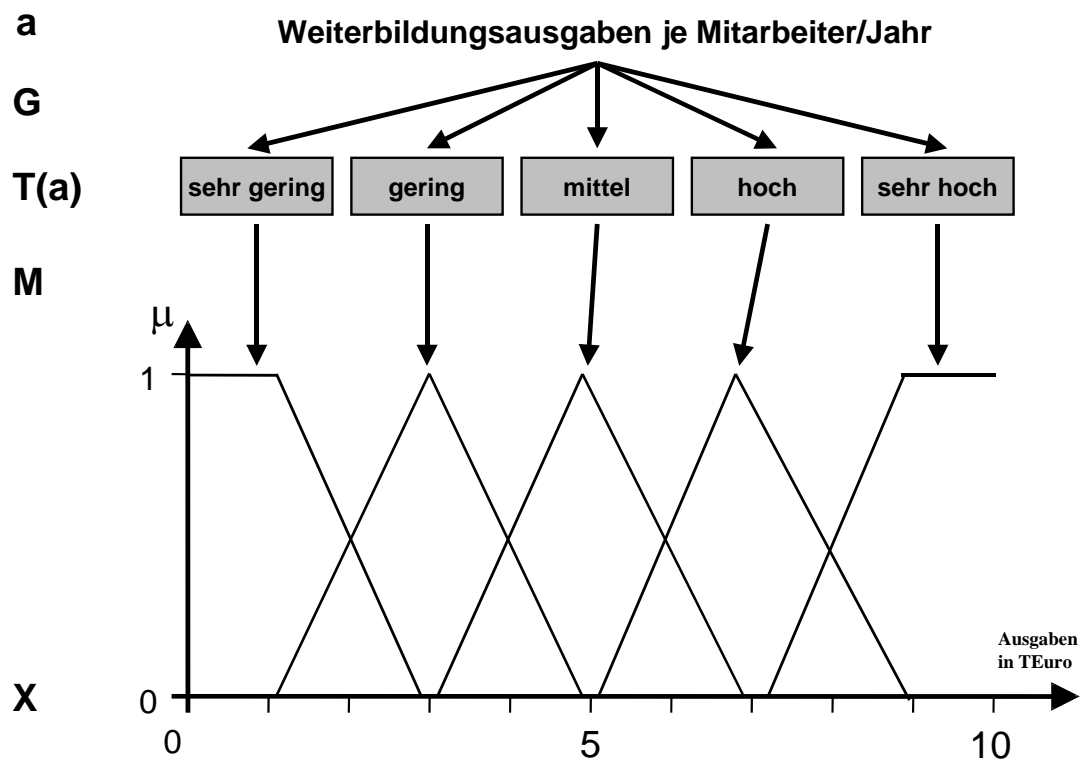 a
Weiterbildungsausgaben je Mitarbeiter/Jahr
G
T(a)
sehr gering
gering
mittel
hoch
sehr hoch
M
μ
1
Ausgaben
in TEuro
X
0
0
5
10